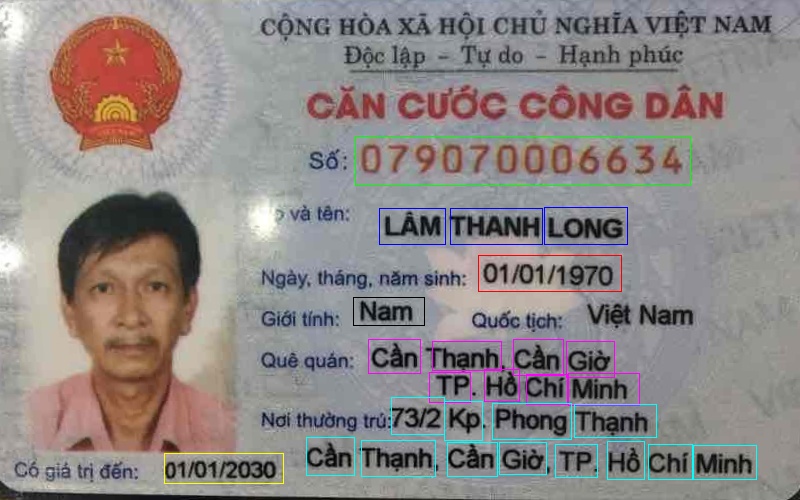 CỘNG HÒA XÃ HỘI CHỦ NGHĨA VIỆT NAM
Độc lập - Tự do - Hạnh phúc
CĂN CƯỚC CÔNG DÂN
Số: 079070006634
và tên: LÂM THANH LONG
Ngày, tháng, năm sinh: 01/01/1970
Giới tính: Nam Quốc tịch: Việt Nam
Quê quán: Cần Thạnh, Cần Giờ
TP. Hồ Chí Minh
Nơi thường trú: 73/2 Kp. Phong Thạnh
Cần Thạnh, Cần Giờ, TP. Hồ Chí Minh
Có giá trị đến: 01/01/2030